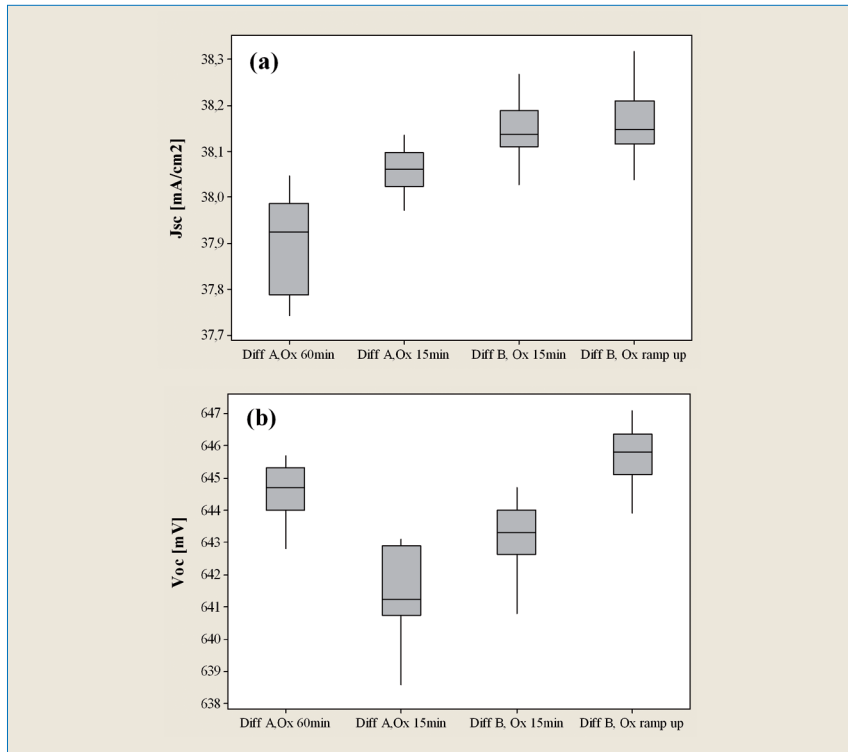 (a)
Jsc [mA/cm2]
38,3
38,2
38,1
38,0
37,9
37,8
37,7
Diff A,Ox 60min
Diff A,Ox 15min
Diff B, Ox 15min
Diff B, Ox ramp up
(b)
Voc [mV]
647
646
645
644
643
642
641
640
639
638
Diff A,Ox 60min
Diff A,Ox 15min
Diff B, Ox 15min
Diff B, Ox ramp up